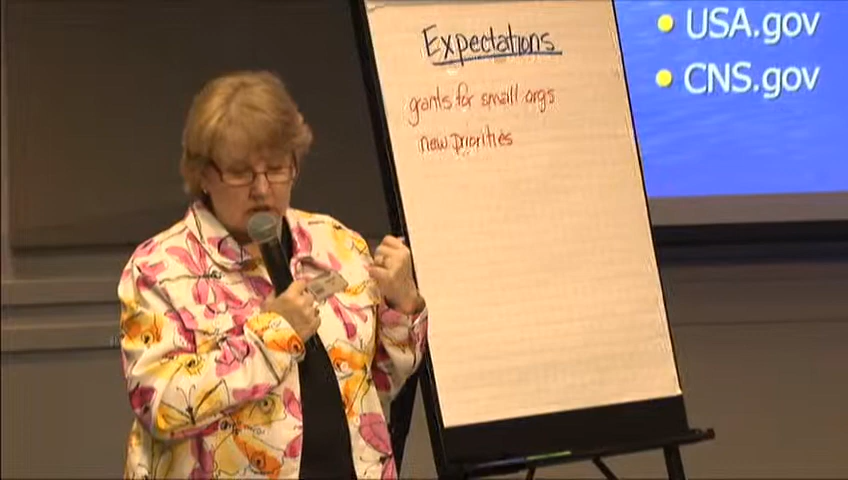 Expectations
grants for small orgs
new priorities
USA.gov
CNS.gov